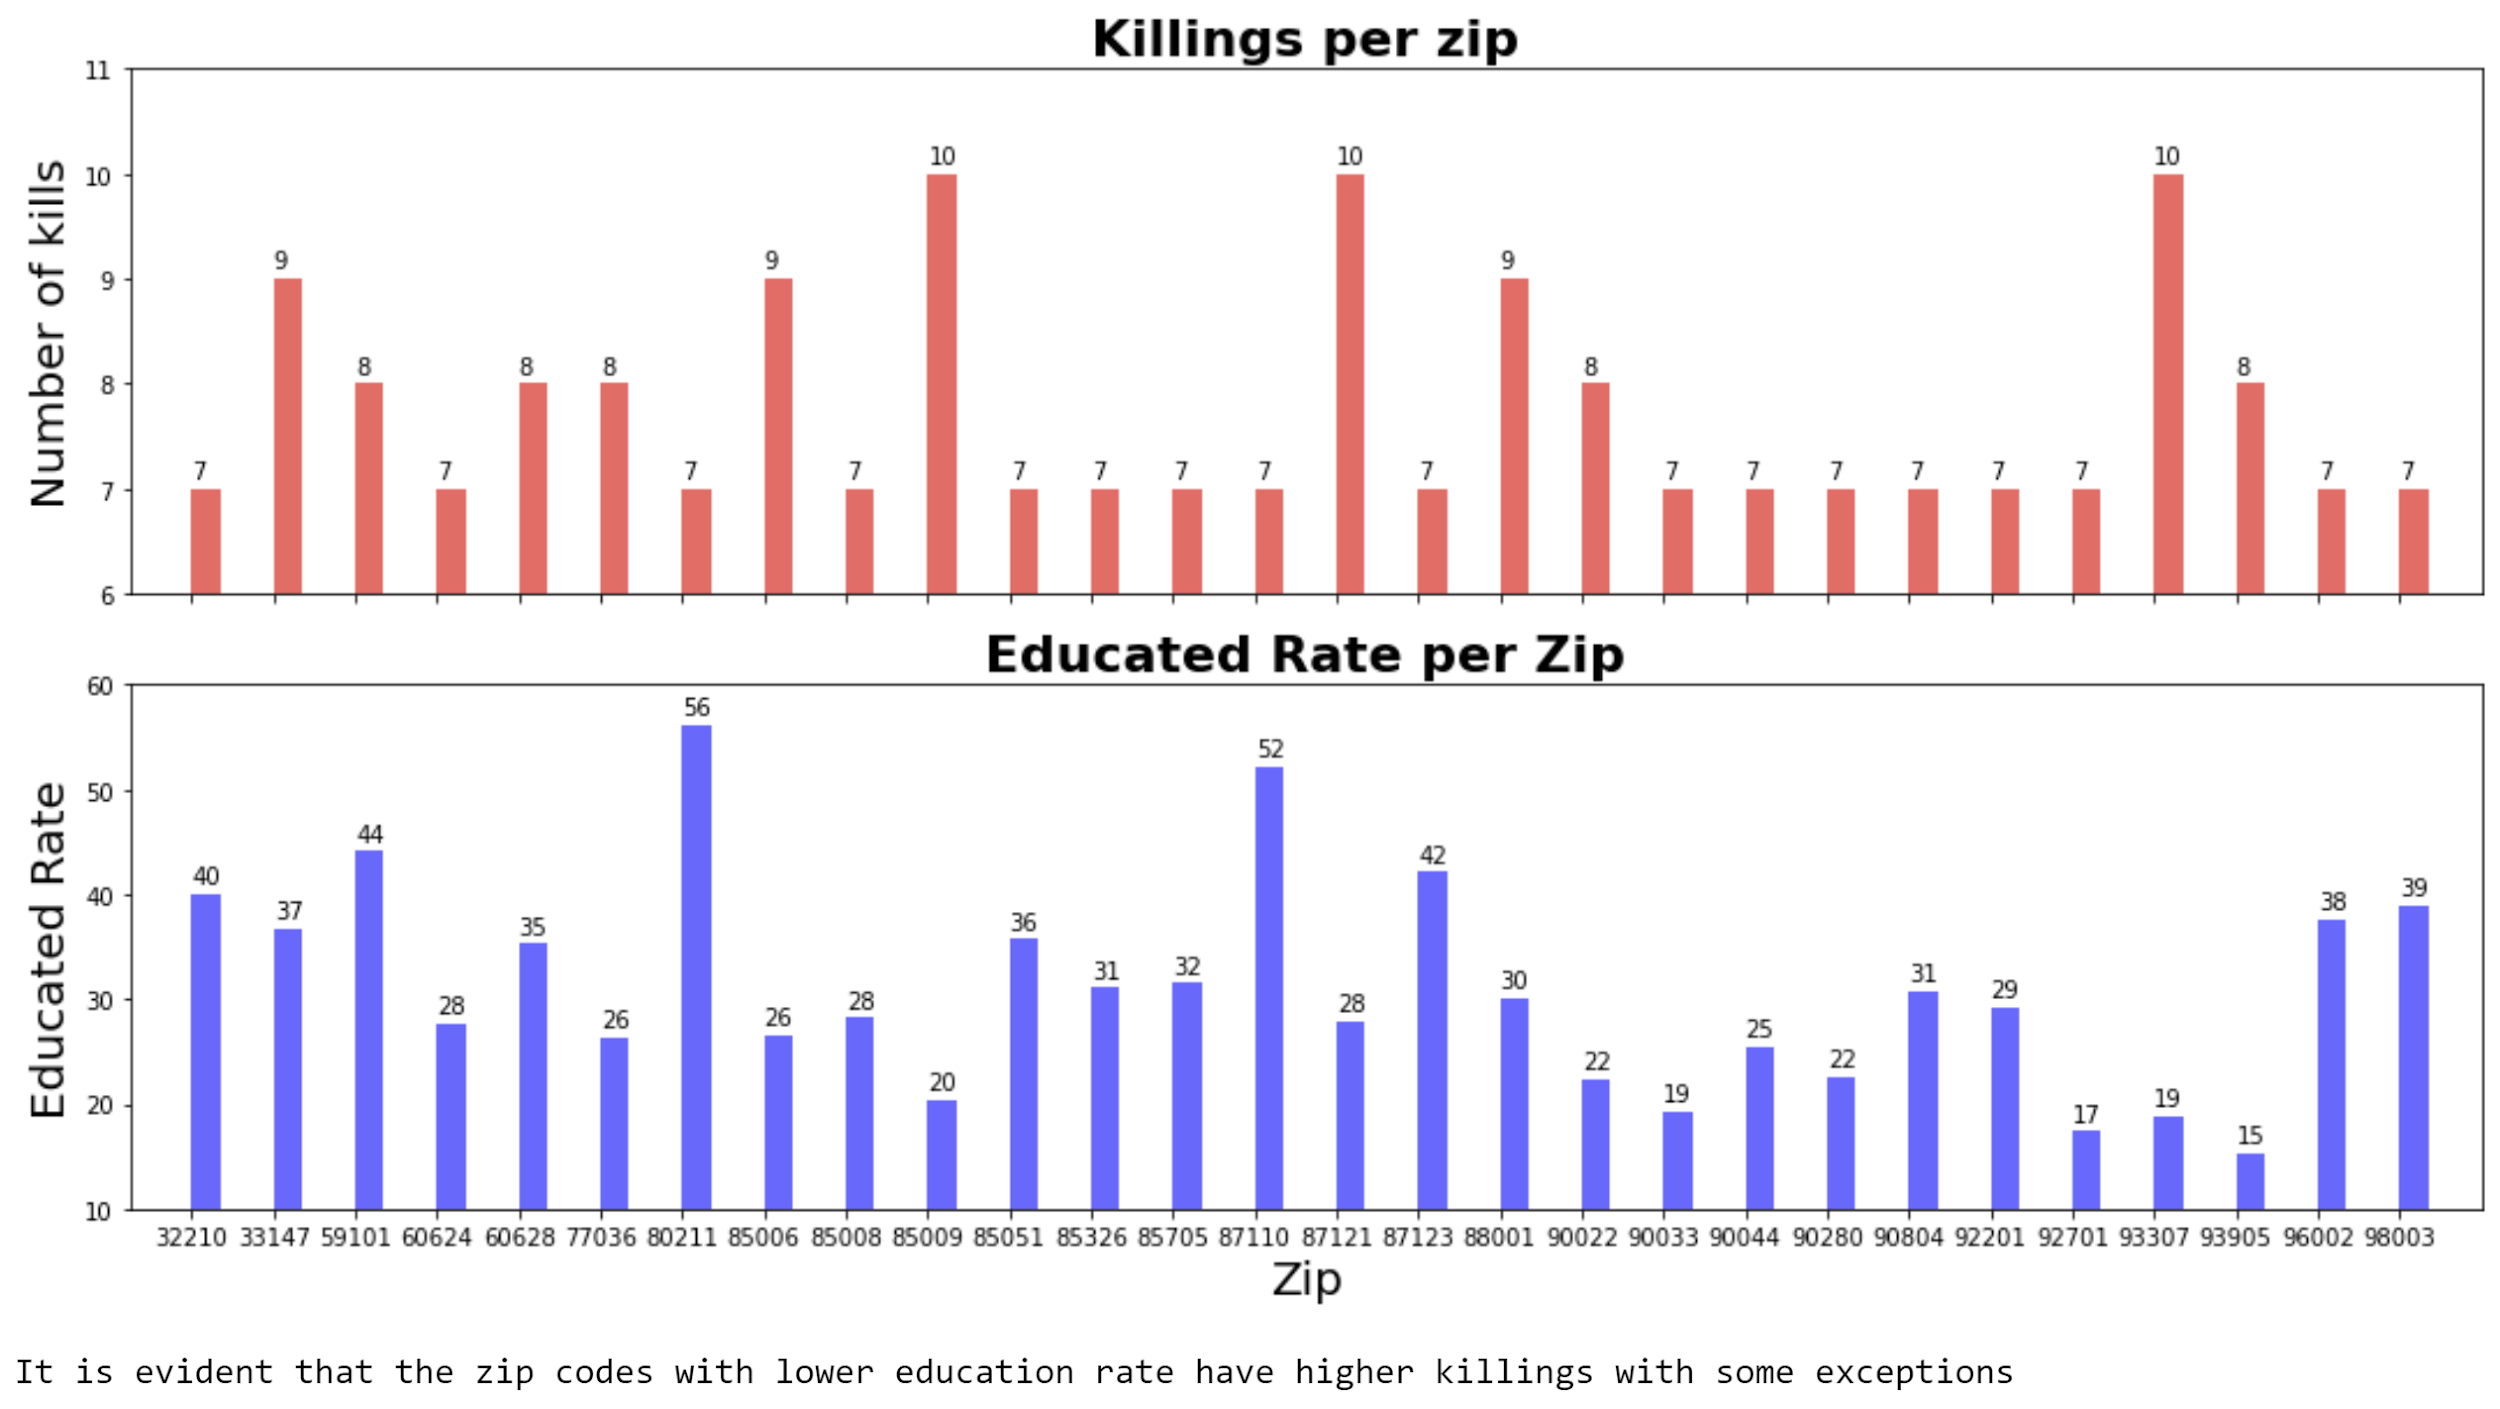 Killings per zip
11
10
9
8
7
6
Number of kills
7 9 8 7 8 8 7 9 7 10 7 7 7 7 10 7 9 8 7 7 7 7 7 7 10 8 7 7
Educated Rate per Zip
60
50
40
30
20
10
Educated Rate
40 37 44 28 35 26 56 26 28 20 36 31 32 52 28 42 30 22 19 25 22 31 29 17 19 15 38 39
32210 33147 59101 60624 60628 77036 80211 85006 85008 85009 85051 85326 85705 87110 87121 87123 88001 90022 90033 90044 90280 90804 92201 92701 93307 93905 96002 98003
Zip
It is evident that the zip codes with lower education rate have higher killings with some exceptions